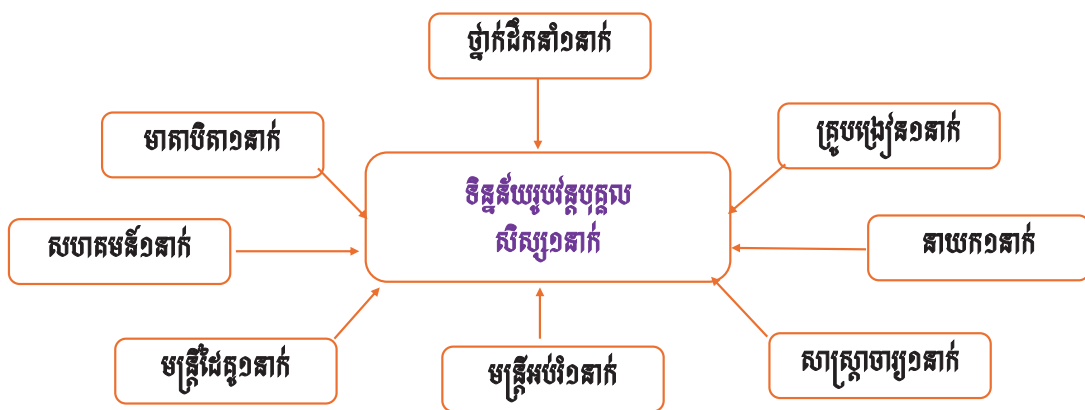 ថ្នាក់ដឹកនាំ១នាក់
មាតាបិតា១នាក់
គ្រូបង្រៀន១នាក់
ទិន្នន័យរូបវន្តបុគ្គល
សិស្ស១នាក់
សហគមន៍១នាក់
នាយក១នាក់
មន្ត្រីដៃគូ១នាក់
មន្ត្រីអប់រំ១នាក់
សាស្ត្រាចារ្យ១នាក់